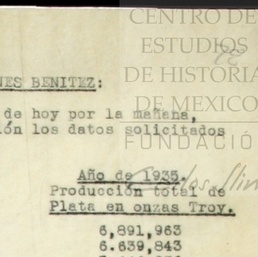 CENTRO DE
ESTUDIOS
DE HISTORIA
DE MEXICO
FUNDACIÓ
NES BENITEZ:
de hoy por la mañana,
ión los datos solicitados
Año de 1935.
Producción total de
Plata en onzas Troy.
6,891,963
6.639,843